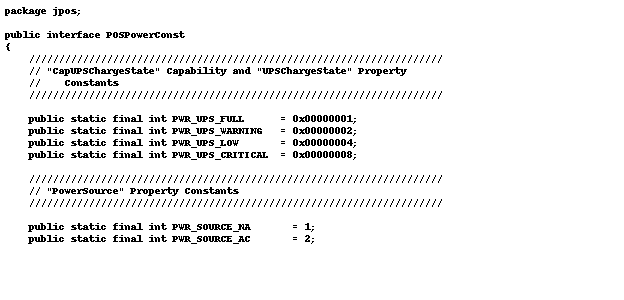 package jpos;

public interface POSPowerConst
{
    /////////////////////////////////////////////////////////////////////
    // "CapUPSChargeState" Capability and "UPSChargeState" Property
    //    Constants
    /////////////////////////////////////////////////////////////////////

    public static final int PWR_UPS_FULL      = 0x00000001;
    public static final int PWR_UPS_WARNING   = 0x00000002;
    public static final int PWR_UPS_LOW       = 0x00000004;
    public static final int PWR_UPS_CRITICAL  = 0x00000008;

    /////////////////////////////////////////////////////////////////////
    // "PowerSource" Property Constants
    /////////////////////////////////////////////////////////////////////

    public static final int PWR_SOURCE_NA       = 1;
    public static final int PWR_SOURCE_AC       = 2;